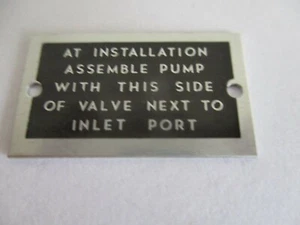 AT INSTALLATION
ASSEMBLE PUMP
WITH THIS SIDE
OF VALVE NEXT TO
INLET PORT